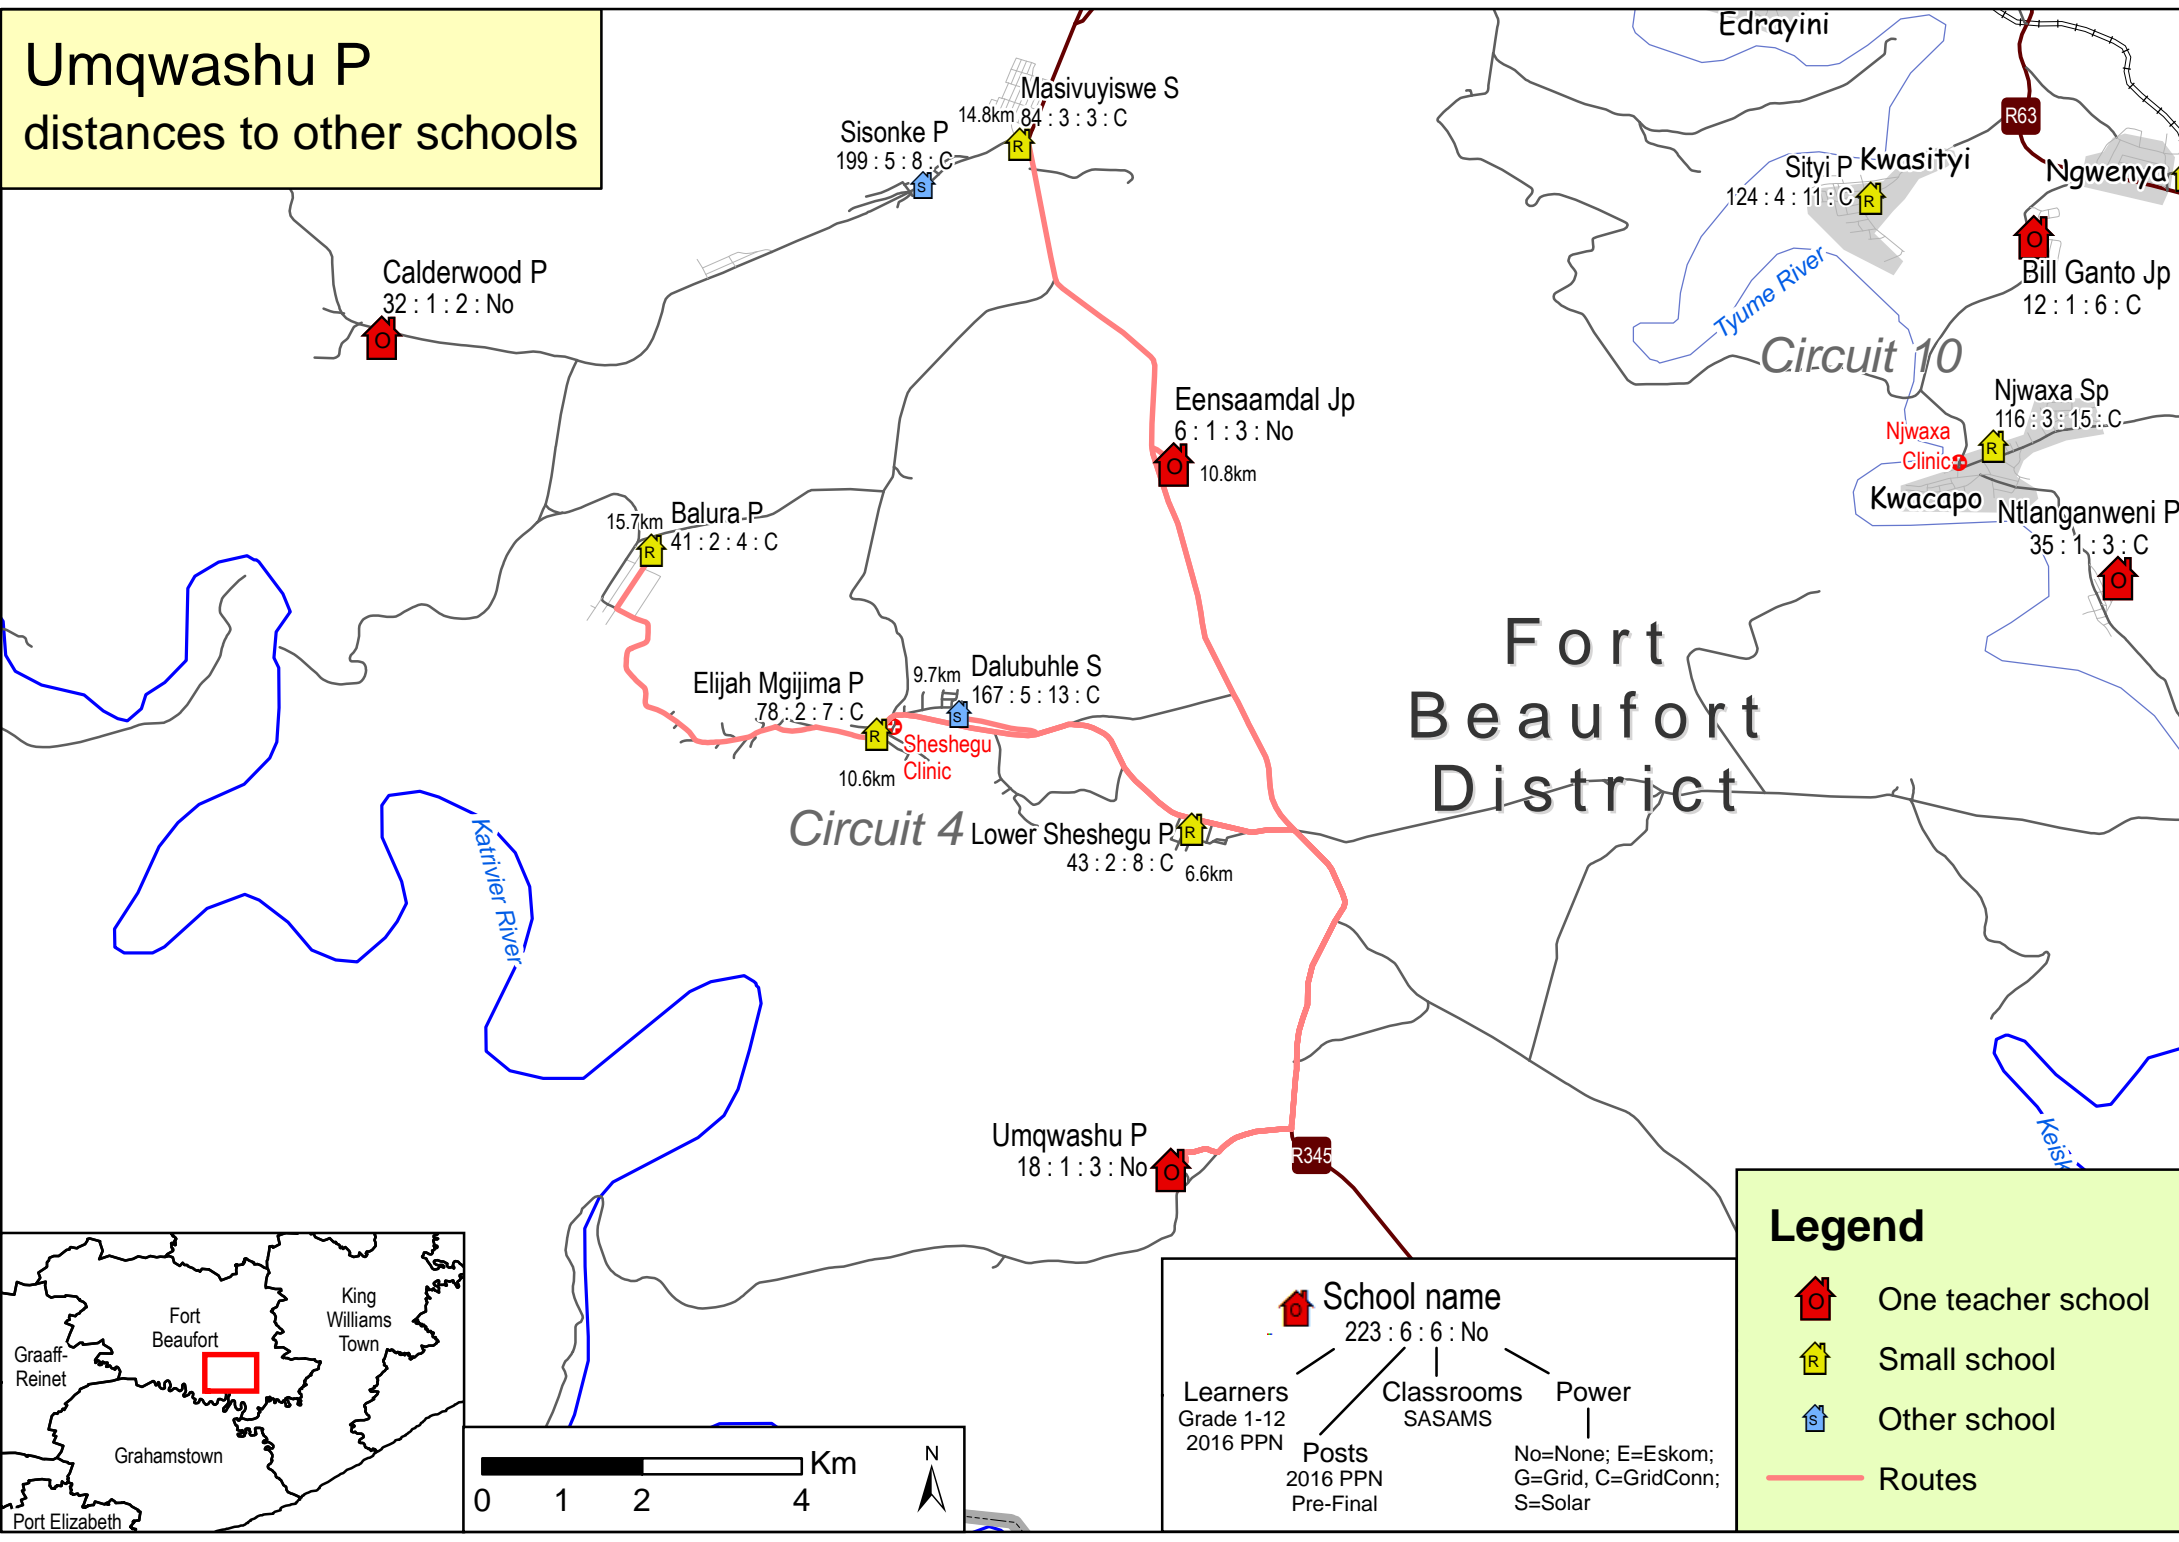 Umqwashu P
distances to other schools
Edrayini
Masivuyiswe S
14.8km 84 : 3 : 3 : C
Sisonke P
199 : 5 : 8 : C
R63
Sityi P
124 : 4 : 11 : C
Kwasityi
Ngwenya
Calderwood P
32 : 1 : 2 : No
Tyume River
Bill Ganto Jp
12 : 1 : 6 : C
Circuit 10
Eensaamdal Jp
6 : 1 : 3 : No
10.8km
Njwaxa Sp
116 : 3 : 15 : C
Njwaxa
Clinic
Kwacapo
Ntlanganweni P
35 : 1 : 3 : C
15.7km
Balura P
41 : 2 : 4 : C
Fort
Beaufort
District
Elijah Mgijima P
78 : 2 : 7 : C
10.6km
9.7km
Dalubuhle S
167 : 5 : 13 : C
Sheshegu
Clinic
Circuit 4
Lower Sheshegu P
43 : 2 : 8 : C
6.6km
Katrivier River
Umqwashu P
18 : 1 : 3 : No
R345
Keisk
King
Williams
Town
Fort
Beaufort
Graaff-
Reinet
Grahamstown
Port Elizabeth
Km
0 1 2 4
N
School name
223 : 6 : 6 : No
Learners
Grade 1-12
2016 PPN
Posts
2016 PPN
Pre-Final
Classrooms
SASAMS
Power
No=None; E=Eskom;
G=Grid, C=GridConn;
S=Solar
Legend
O One teacher school
R Small school
S Other school
Routes